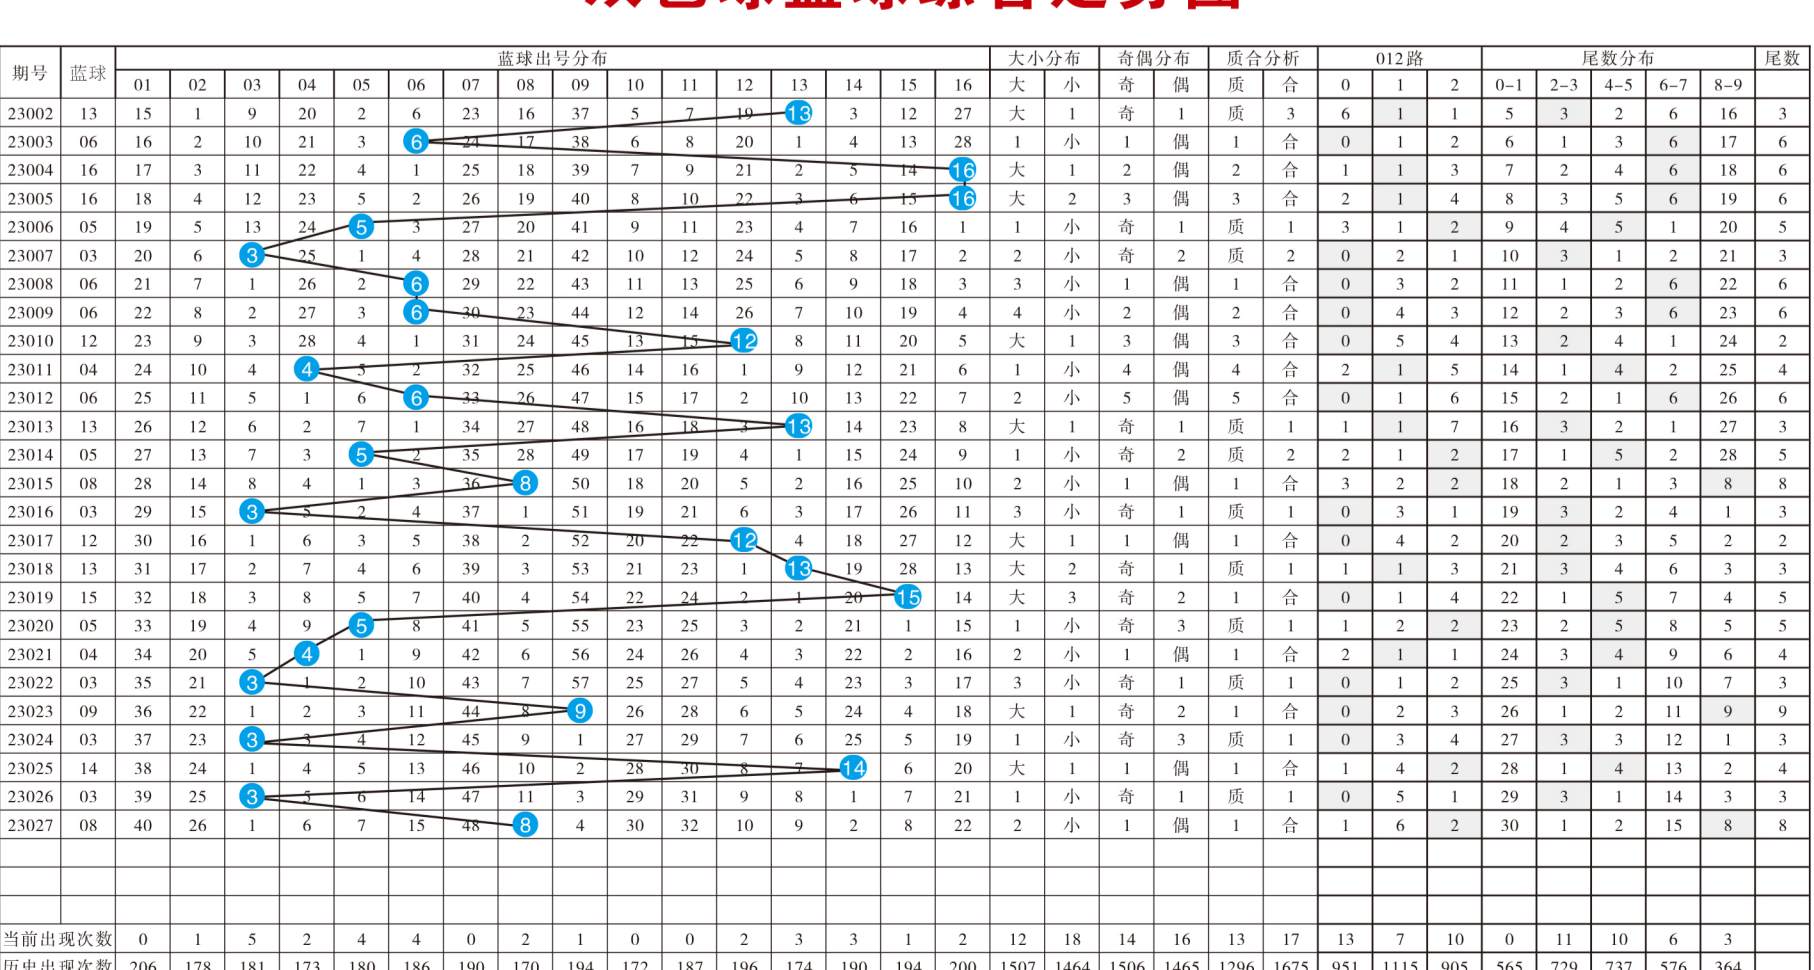 期号 蓝球 蓝球出号分布 大小分布 奇偶分布 质合分析 012路 尾数分布 尾数
01 02 03 04 05 06 07 08 09 10 11 12 13 14 15 16 大 小 奇 偶 质 合 0 1 2 0-1 2-3 4-5 6-7 8-9
23002 13 15 1 9 20 2 6 23 16 37 5 7 19 13 3 12 27 大 1 奇 1 质 3 6 1 1 5 3 2 6 16 3
23003 06 16 2 10 21 3 6 24 17 38 6 8 20 1 4 13 28 1 小 1 偶 1 合 0 1 2 6 1 3 6 17 6
23004 16 17 3 11 22 4 1 25 18 39 7 9 21 2 5 14 16 大 1 2 偶 2 合 1 1 3 7 2 4 6 18 6
23005 16 18 4 12 23 5 2 26 19 40 8 10 22 3 6 15 16 大 2 3 偶 3 合 2 1 4 8 3 5 6 19 6
23006 05 19 5 13 24 5 3 27 20 41 9 11 23 4 7 16 1 1 小 奇 1 质 1 3 1 2 9 4 5 1 20 5
23007 03 20 6 3 25 1 4 28 21 42 10 12 24 5 8 17 2 2 小 奇 2 质 2 0 2 1 10 3 1 2 21 3
23008 06 21 7 1 26 2 6 29 22 43 11 13 25 6 9 18 3 3 小 1 偶 1 合 0 3 2 11 1 2 6 22 6
23009 06 22 8 2 27 3 6 30 23 44 12 14 26 7 10 19 4 4 小 2 偶 2 合 0 4 3 12 2 3 6 23 6
23010 12 23 9 3 28 4 1 31 24 45 13 15 12 8 11 20 5 大 1 3 偶 3 合 0 5 4 13 2 4 1 24 2
23011 04 24 10 4 4 5 2 32 25 46 14 16 1 9 12 21 6 1 小 4 偶 4 合 2 1 5 14 1 4 2 25 4
23012 06 25 11 5 1 6 6 33 26 47 15 17 2 10 13 22 7 2 小 5 偶 5 合 0 1 6 15 2 1 6 26 6
23013 13 26 12 6 2 7 1 34 27 48 16 18 3 13 14 23 8 大 1 奇 1 质 1 1 1 7 16 3 2 1 27 3
23014 05 27 13 7 3 5 2 35 28 49 17 19 4 1 15 24 9 1 小 奇 2 质 2 2 1 2 17 1 5 2 28 5
23015 08 28 14 8 4 1 3 36 8 50 18 20 5 2 16 25 10 2 小 1 偶 1 合 3 2 2 18 2 1 3 8 8
23016 03 29 15 3 5 2 4 37 1 51 19 21 6 3 17 26 11 3 小 奇 1 质 1 0 3 1 19 3 2 4 1 3
23017 12 30 16 1 6 3 5 38 2 52 20 22 12 4 18 27 12 大 1 1 偶 1 合 0 4 2 20 2 3 5 2 2
23018 13 31 17 2 7 4 6 39 3 53 21 23 1 13 19 28 13 大 2 奇 1 质 1 1 1 3 21 3 4 6 3 3
23019 15 32 18 3 8 5 7 40 4 54 22 24 2 1 20 15 14 大 3 奇 2 1 合 0 1 4 22 1 5 7 4 5
23020 05 33 19 4 9 5 8 41 5 55 23 25 3 2 21 1 15 1 小 奇 3 质 1 1 2 2 23 2 5 8 5 5
23021 04 34 20 5 4 1 9 42 6 56 24 26 4 3 22 2 16 2 小 1 偶 1 合 2 1 1 24 3 4 9 6 4
23022 03 35 21 3 1 2 10 43 7 57 25 27 5 4 23 3 17 3 小 奇 1 质 1 0 1 2 25 3 1 10 7 3
23023 09 36 22 1 2 3 11 44 8 9 26 28 6 5 24 4 18 大 1 奇 2 1 合 0 2 3 26 1 2 11 9 9
23024 03 37 23 3 3 4 12 45 9 1 27 29 7 6 25 5 19 1 小 奇 3 质 1 0 3 4 27 3 3 12 1 3
23025 14 38 24 1 4 5 13 46 10 2 28 30 8 7 14 6 20 大 1 1 偶 1 合 1 4 2 28 1 4 13 2 4
23026 03 39 25 3 5 6 14 47 11 3 29 31 9 8 1 7 21 1 小 奇 1 质 1 0 5 1 29 3 1 14 3 3
23027 08 40 26 1 6 7 15 48 8 4 30 32 10 9 2 8 22 2 小 1 偶 1 合 1 6 2 30 1 2 15 8 8
当前出现次数 0 1 5 2 4 4 0 2 1 0 0 2 3 3 1 2 12 18 14 16 13 17 13 7 10 0 11 10 6 3
历史出现次数 206 178 181 173 180 186 190 170 194 172 187 196 174 190 194 200 1507 1464 1506 1465 1296 1675 951 1115 905 565 729 737 576 364